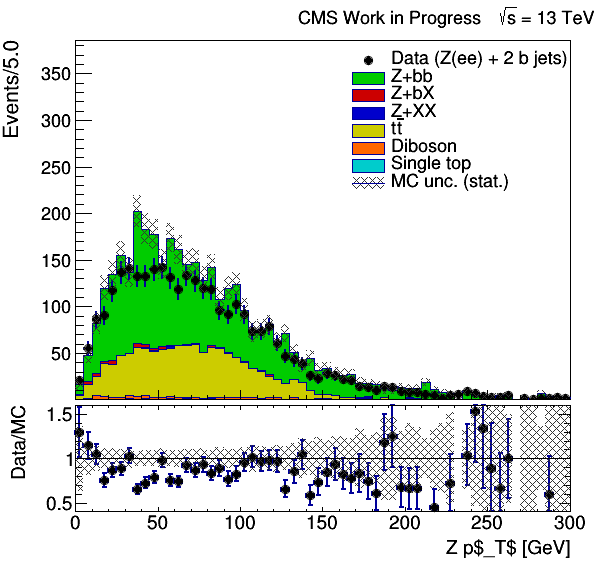 CMS Work in Progress √s = 13 TeV
Events/5.0
350
300
250
200
150
100
50
Data (Z(ee) + 2 b jets)
Z+bb
Z+bX
Z+XX
tt̄
Diboson
Single top
MC unc. (stat.)
Data/MC
1.5
1
0.5
0 50 100 150 200 250 300
Z p$_T$ [GeV]